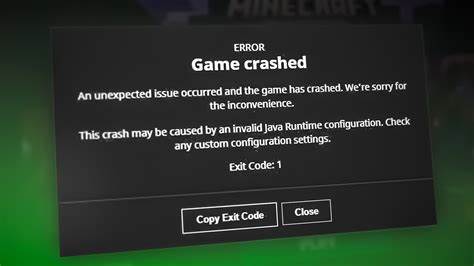 MINECRAFT
ERROR
Game crashed
An unexpected issue occurred and the game has crashed. We're sorry for
the inconvenience.
This crash may be caused by an invalid Java Runtime configuration. Check
any custom configuration settings.
Exit Code: 1
Copy Exit Code
Close
PLAY